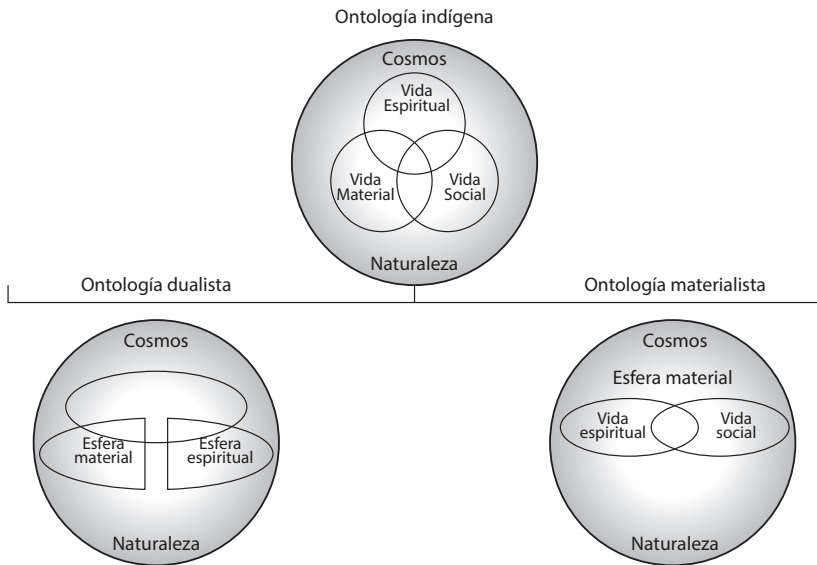 Ontología indígena
Cosmos
Vida
Espiritual
Vida
Material
Vida
Social
Naturaleza
Ontología dualista
Cosmos
Esfera
material
Esfera
espiritual
Naturaleza
Ontología materialista
Cosmos
Esfera material
Vida
espiritual
Vida
social
Naturaleza